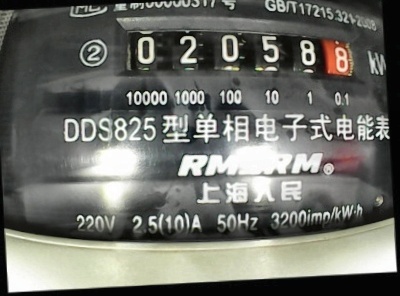 GB/T17215.321-2008
② 020588 kW
10000 1000 100 10 1 0.1
DDS825型单相电子式电能表
RMSRM®
上海人民
220V 2.5(10)A 50Hz 3200imp/kW·h